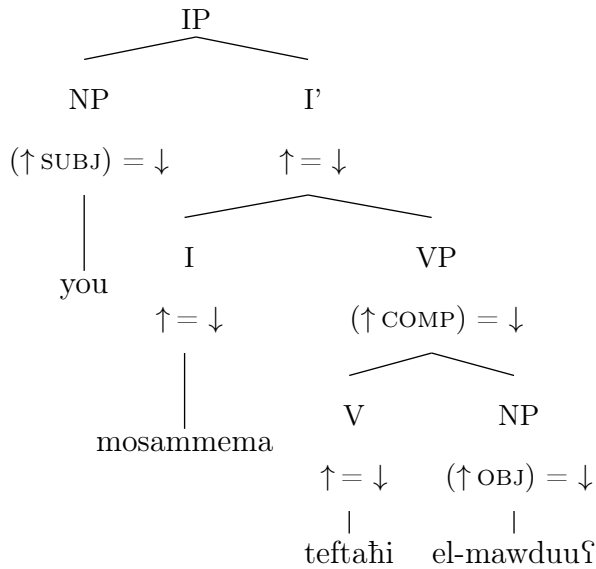 IP
NP I'
(↑ SUBJ) = ↓ ↑ = ↓
I VP
you
↑ = ↓ (↑ COMP) = ↓
V NP
mosammema
↑ = ↓ (↑ OBJ) = ↓
teftaħi el-mawduuʕ